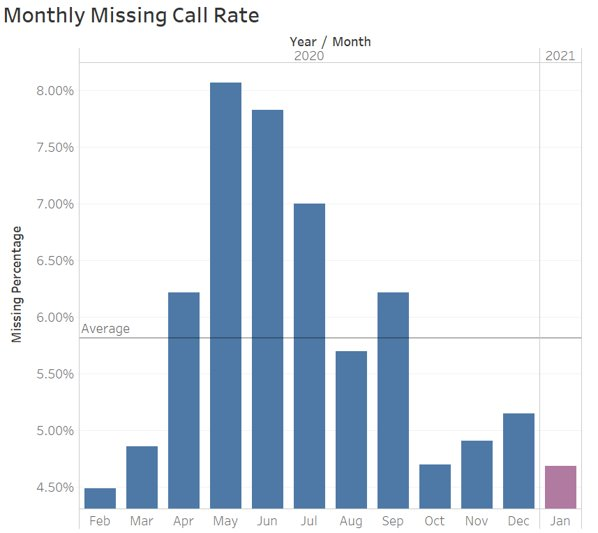 Monthly Missing Call Rate
Year / Month
2020 2021
8.00%
7.50%
7.00%
6.50%
6.00%
5.50%
5.00%
4.50%
Missing Percentage
Average
Feb Mar Apr May Jun Jul Aug Sep Oct Nov Dec Jan